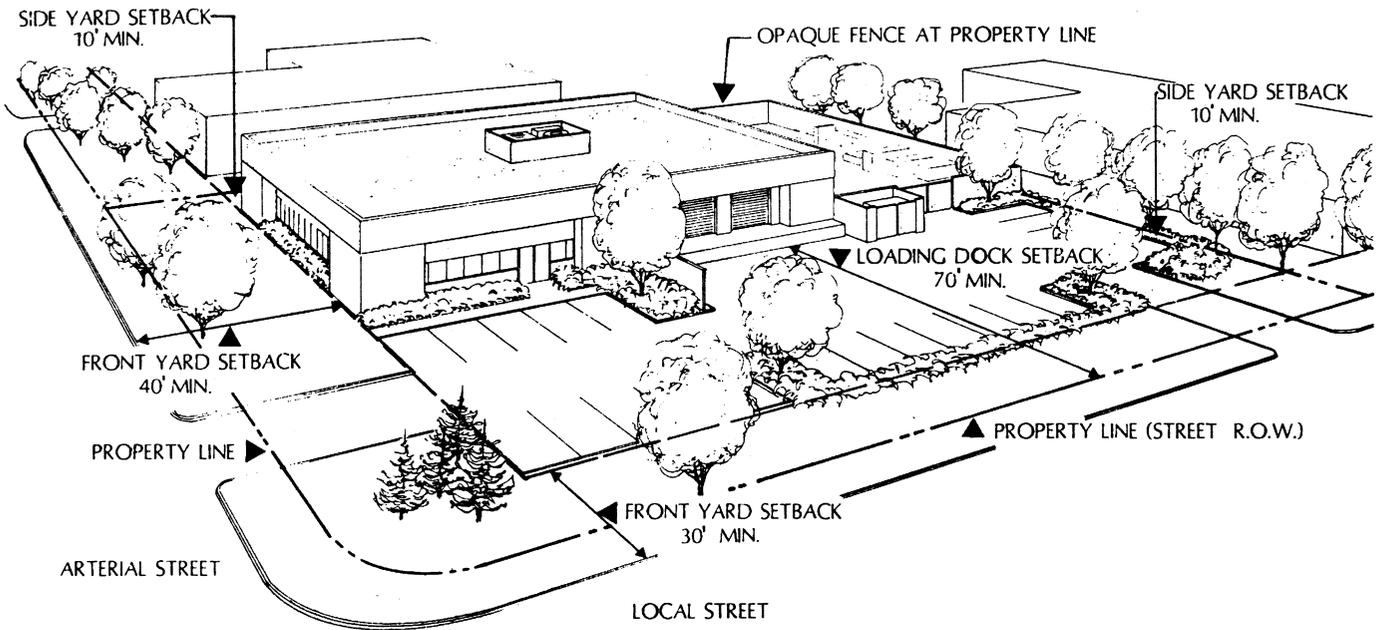 SIDE YARD SETBACK
10' MIN.
OPAQUE FENCE AT PROPERTY LINE
SIDE YARD SETBACK
10' MIN.
LOADING DOCK SETBACK
70' MIN.
FRONT YARD SETBACK
40' MIN.
PROPERTY LINE
PROPERTY LINE (STREET R.O.W.)
FRONT YARD SETBACK
30' MIN.
ARTERIAL STREET
LOCAL STREET